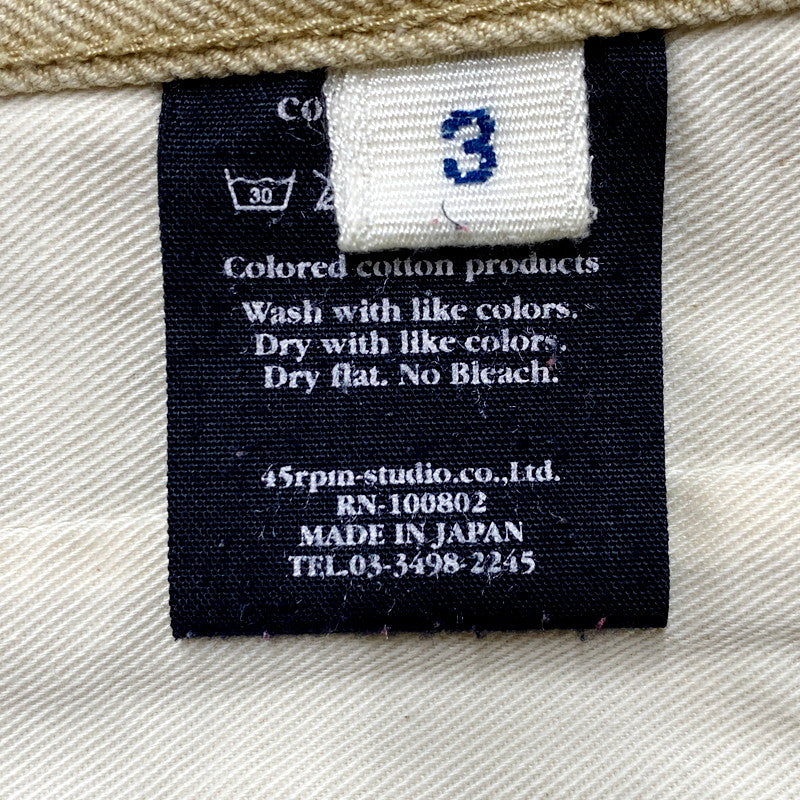 3
30
Colored cotton products
Wash with like colors.
Dry with like colors.
Dry flat. No Bleach.
45rpm-studio.co.,Ltd.
RN-100802
MADE IN JAPAN
TEL.03-3498-2245